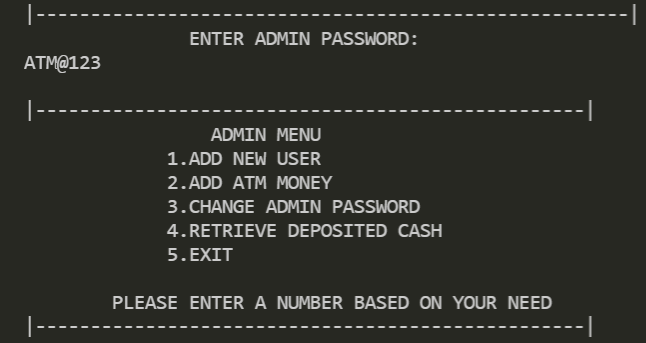 |------------------------------------------------------|
ENTER ADMIN PASSWORD:
ATM@123
|--------------------------------------------------|
ADMIN MENU
1.ADD NEW USER
2.ADD ATM MONEY
3.CHANGE ADMIN PASSWORD
4.RETRIEVE DEPOSITED CASH
5.EXIT
PLEASE ENTER A NUMBER BASED ON YOUR NEED
|--------------------------------------------------|